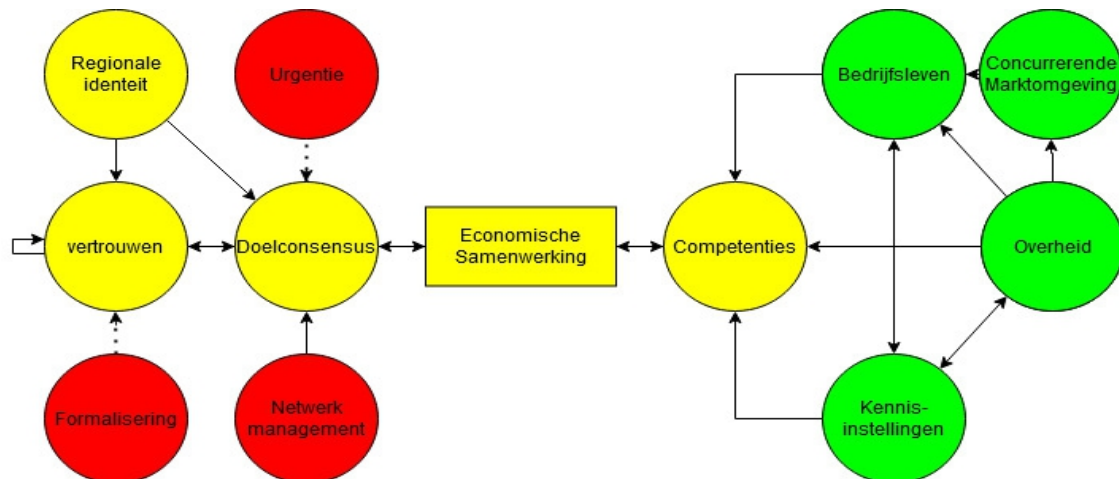 Regionale
identeit
Urgentie
Bedrijfsleven
Concurrerende
Marktomgeving
vertrouwen
Doelconsensus
Economische
Samenwerking
Competenties
Overheid
Formalisering
Netwerk
management
Kennis-
instellingen